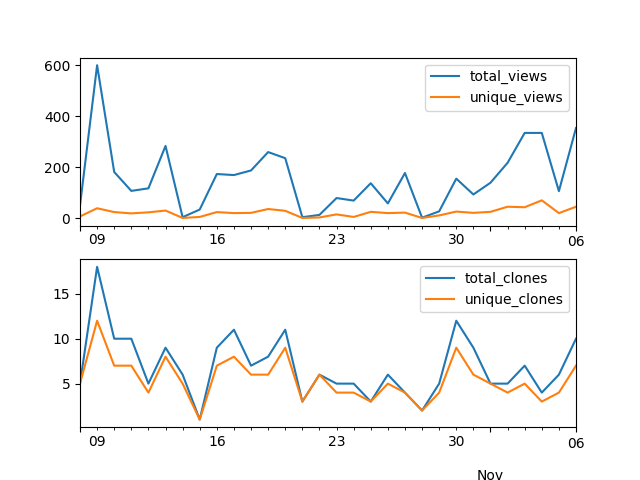 600
400
200
0
total_views
unique_views
09 16 23 30 06
15
10
5
total_clones
unique_clones
09 16 23 30 06
Nov